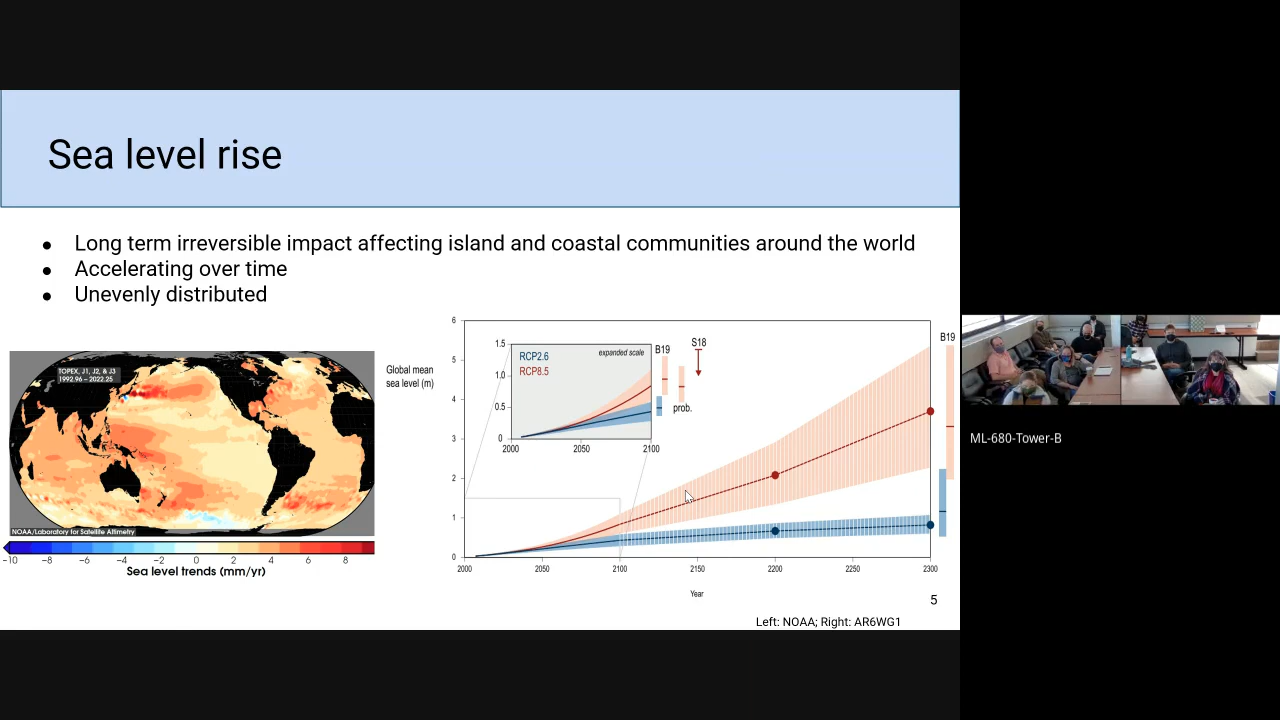 Sea level rise
● Long term irreversible impact affecting island and coastal communities around the world
● Accelerating over time
● Unevenly distributed
TOPEX, J1, J2, & J3
1992.96 – 2022.25
NOAA/Laboratory for Satellite Altimetry
−10 −8 −6 −4 −2 0 2 4 6 8
Sea level trends (mm/yr)
Global mean
sea level (m)
6
5
4
3
2
1
0
2000 2050 2100 2150 2200 2250 2300
Year
1.5
1.0
0.5
0
2000 2050 2100
RCP2.6
RCP8.5
expanded scale
B19
S18
prob.
B19
5
Left: NOAA; Right: AR6WG1
ML-680-Tower-B